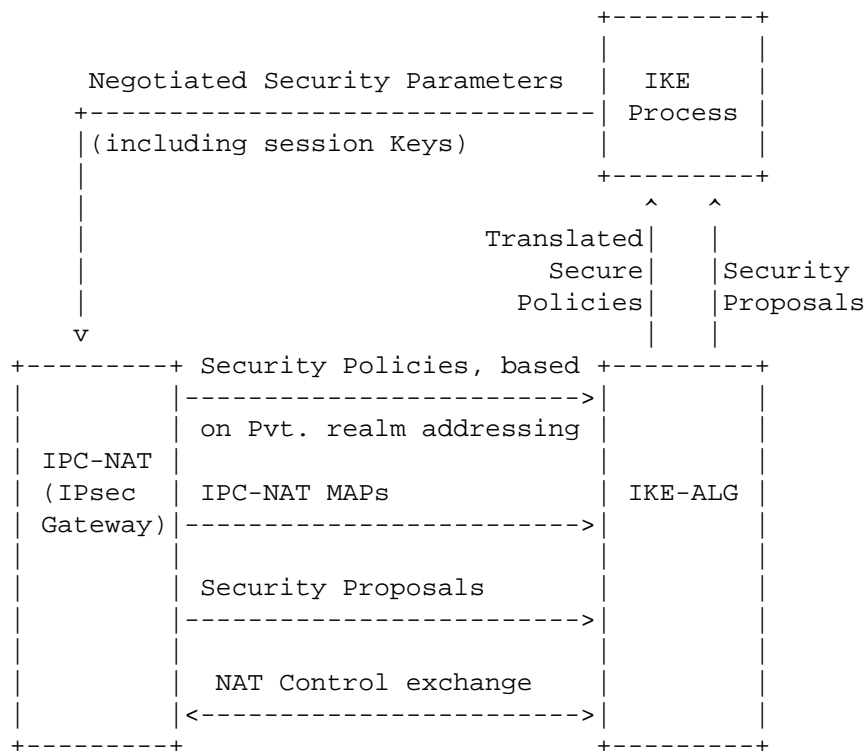 Negotiated Security Parameters
IKE
Process
(including session Keys)
Translated
Secure
Security
Policies
Proposals
Security Policies, based
on Pvt. realm addressing
IPC-NAT
(IPsec
IPC-NAT MAPs
IKE-ALG
Gateway)
Security Proposals
NAT Control exchange